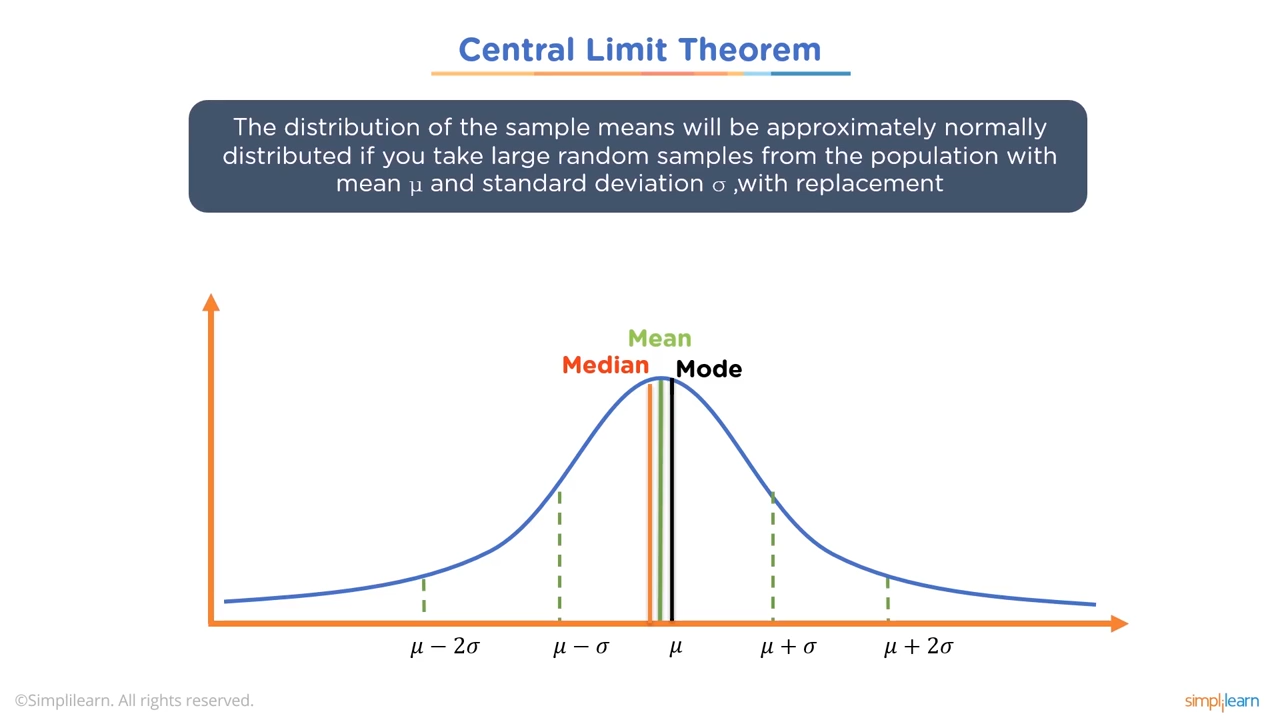 Central Limit Theorem
The distribution of the sample means will be approximately normally
distributed if you take large random samples from the population with
mean μ and standard deviation σ ,with replacement
Mean
Median
Mode
μ − 2σ
μ − σ
μ
μ + σ
μ + 2σ
©Simplilearn. All rights reserved.
simplilearn